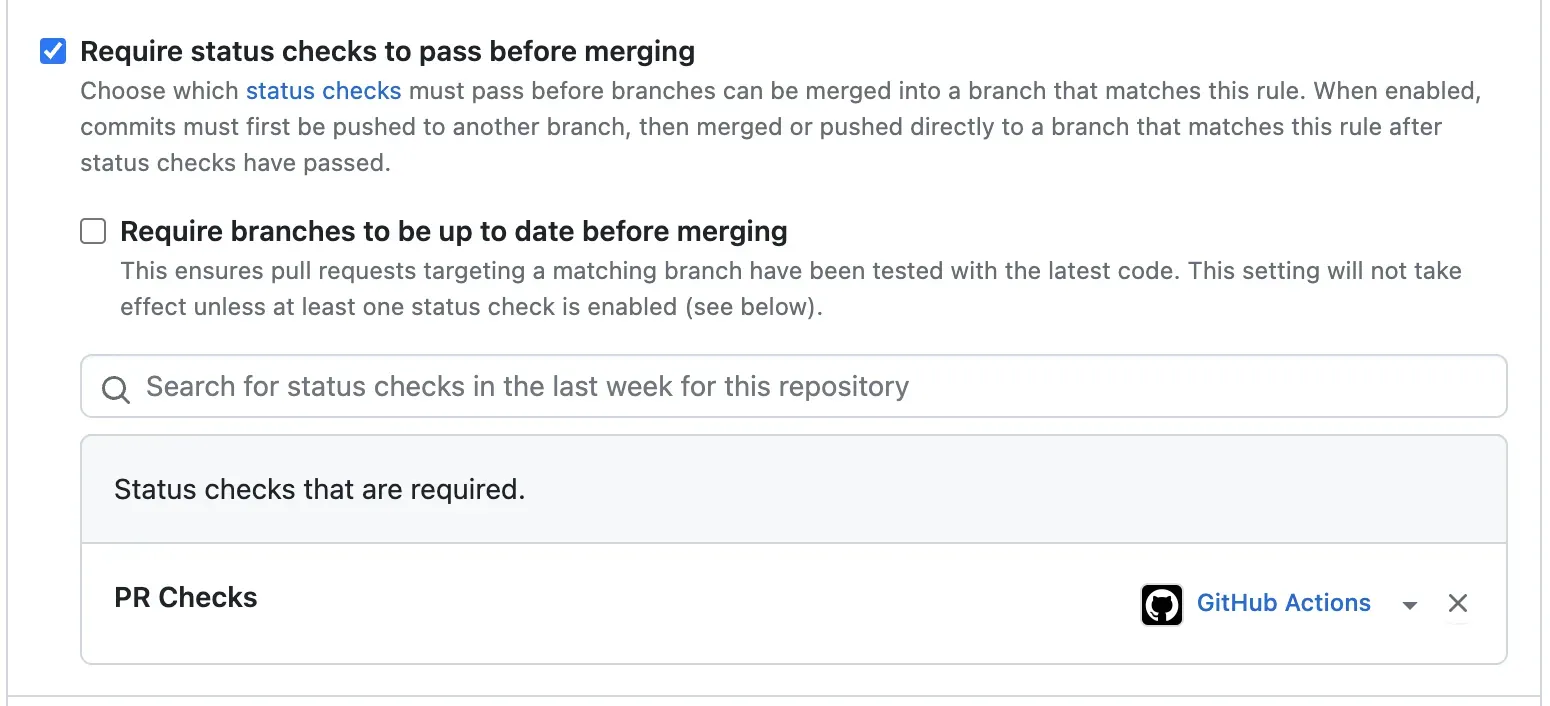 Require status checks to pass before merging
Choose which status checks must pass before branches can be merged into a branch that matches this rule. When enabled,
commits must first be pushed to another branch, then merged or pushed directly to a branch that matches this rule after
status checks have passed.
Require branches to be up to date before merging
This ensures pull requests targeting a matching branch have been tested with the latest code. This setting will not take
effect unless at least one status check is enabled (see below).
Search for status checks in the last week for this repository
Status checks that are required.
PR Checks
GitHub Actions